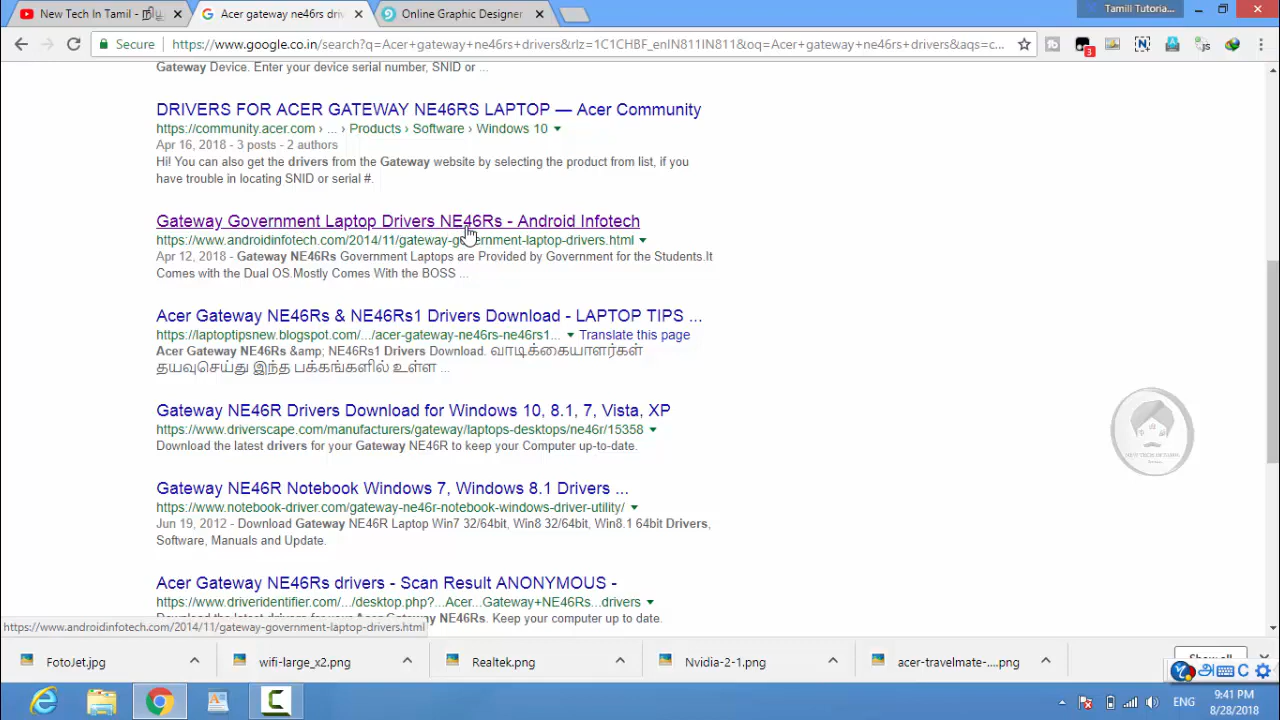 New Tech In Tamil -
Acer gateway ne46rs driv
Online Graphic Designer
Tamill Tutoria...
Secure
https://www.google.co.in/search?q=Acer+gateway+ne46rs+drivers&rlz=1C1CHBF_enIN811IN811&oq=Acer+gateway+ne46rs+drivers&aqs=c...
3
Gateway Device. Enter your device serial number, SNID or ...
DRIVERS FOR ACER GATEWAY NE46RS LAPTOP — Acer Community
https://community.acer.com › ... › Products › Software › Windows 10
Apr 16, 2018 - 3 posts - 2 authors
Hi! You can also get the drivers from the Gateway website by selecting the product from list, if you
have trouble in locating SNID or serial #.
Gateway Government Laptop Drivers NE46Rs - Android Infotech
https://www.androidinfotech.com/2014/11/gateway-government-laptop-drivers.html
Apr 12, 2018 - Gateway NE46Rs Government Laptops are Provided by Government for the Students.It
Comes with the Dual OS.Mostly Comes With the BOSS ...
Acer Gateway NE46Rs & NE46Rs1 Drivers Download - LAPTOP TIPS ...
https://laptoptipsnew.blogspot.com/.../acer-gateway-ne46rs-ne46rs1... Translate this page
Acer Gateway NE46Rs &amp; NE46Rs1 Drivers Download. வாடிக்கையாளர்கள்
தயவுசெய்து இந்த பக்கங்களில் உள்ள ...
Gateway NE46R Drivers Download for Windows 10, 8.1, 7, Vista, XP
https://www.driverscape.com/manufacturers/gateway/laptops-desktops/ne46r/15358
Download the latest drivers for your Gateway NE46R to keep your Computer up-to-date.
Gateway NE46R Notebook Windows 7, Windows 8.1 Drivers ...
https://www.notebook-driver.com/gateway-ne46r-notebook-windows-driver-utility/
Jun 19, 2012 - Download Gateway NE46R Laptop Win7 32/64bit, Win8 32/64bit, Win8.1 64bit Drivers,
Software, Manuals and Update.
Acer Gateway NE46Rs drivers - Scan Result ANONYMOUS -
https://www.driveridentifier.com/.../desktop.php?...Acer...Gateway+NE46Rs...drivers
Download the latest drivers for your Acer Gateway NE46Rs. Keep your computer up to date.
https://www.androidinfotech.com/2014/11/gateway-government-laptop-drivers.html
FotoJet.jpg
wifi-large_x2.png
Realtek.png
Nvidia-2-1.png
acer-travelmate-....png
Show all
அ
C
ENG
9:41 PM
8/28/2018